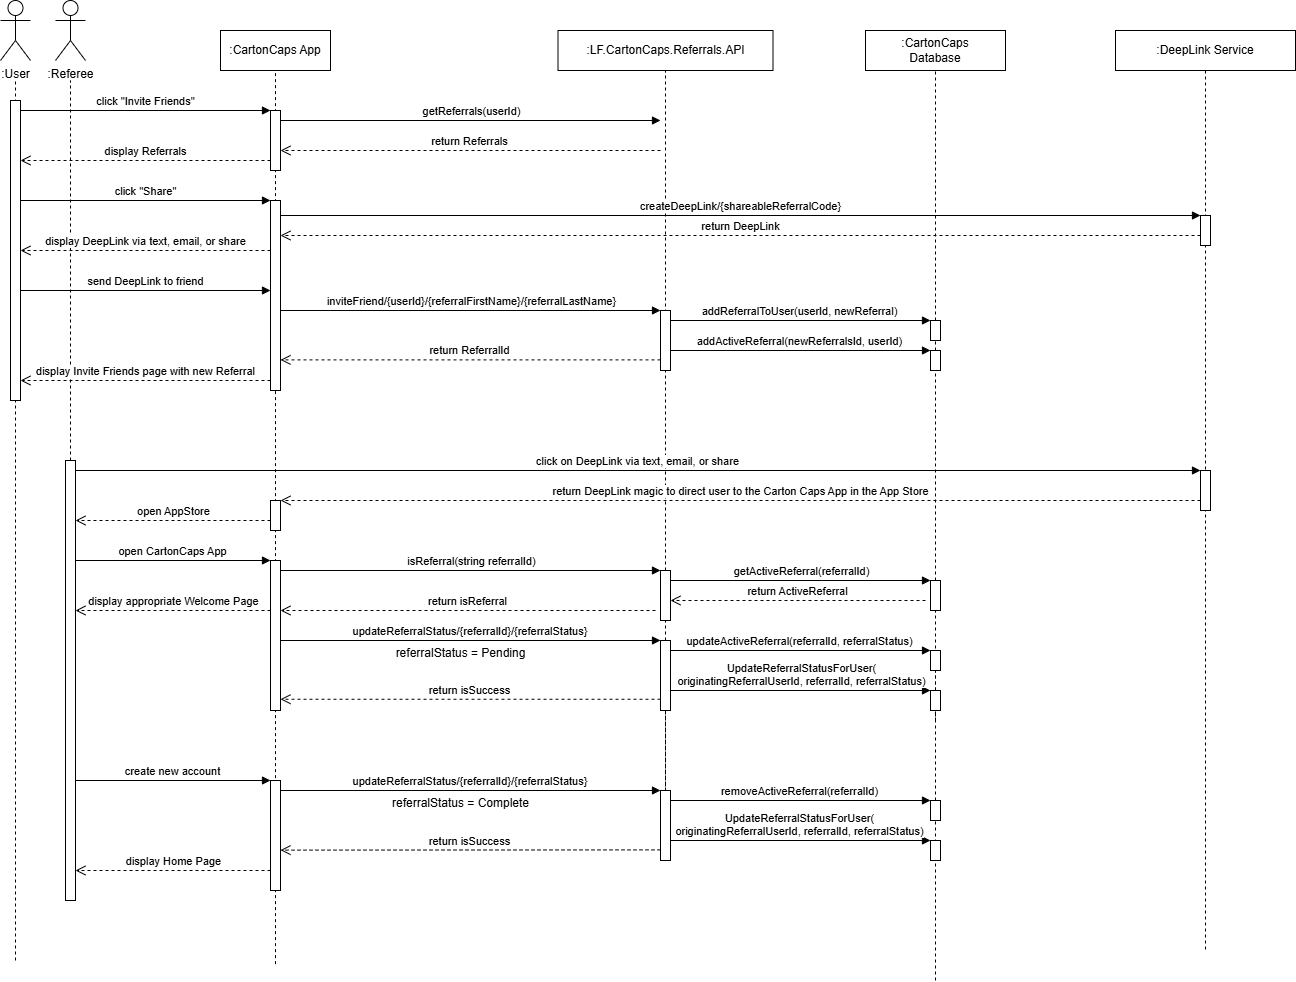 :User
:Referee
:CartonCaps App
:LF.CartonCaps.Referrals.API
:CartonCaps
Database
:DeepLink Service
click "Invite Friends"
getReferrals(userId)
return Referrals
display Referrals
click "Share"
createDeepLink/{shareableReferralCode}
return DeepLink
display DeepLink via text, email, or share
send DeepLink to friend
inviteFriend/{userId}/{referralFirstName}/{referralLastName}
addReferralToUser(userId, newReferral)
addActiveReferral(newReferralsId, userId)
return ReferralId
display Invite Friends page with new Referral
click on DeepLink via text, email, or share
return DeepLink magic to direct user to the Carton Caps App in the App Store
open AppStore
open CartonCaps App
isReferral(string referralId)
getActiveReferral(referralId)
return ActiveReferral
return isReferral
display appropriate Welcome Page
updateReferralStatus/{referralId}/{referralStatus}
referralStatus = Pending
updateActiveReferral(referralId, referralStatus)
UpdateReferralStatusForUser(
originatingReferralUserId, referralId, referralStatus)
return isSuccess
create new account
updateReferralStatus/{referralId}/{referralStatus}
referralStatus = Complete
removeActiveReferral(referralId)
UpdateReferralStatusForUser(
originatingReferralUserId, referralId, referralStatus)
return isSuccess
display Home Page